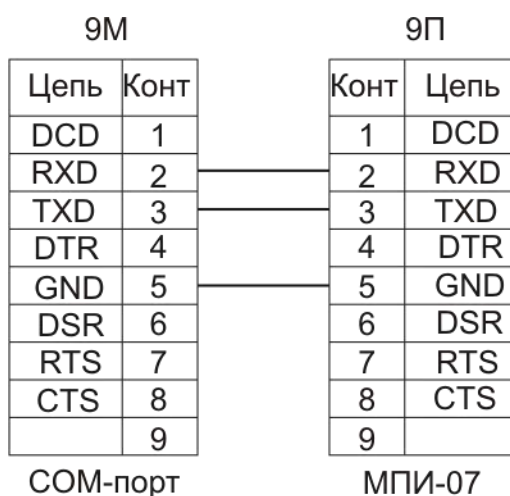 9М 9П
Цепь Конт Конт Цепь
DCD 1 1 DCD
RXD 2 2 RXD
TXD 3 3 TXD
DTR 4 4 DTR
GND 5 5 GND
DSR 6 6 DSR
RTS 7 7 RTS
CTS 8 8 CTS
9 9
COM-порт МПИ-07